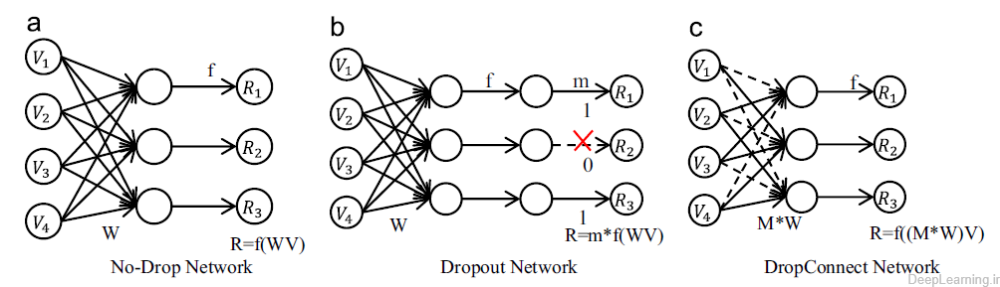 a
V1
V2
V3
V4
W
f
R1
R2
R3
R=f(WV)
No-Drop Network
b
V1
V2
V3
V4
W
f
m
1
0
1
R1
R2
R3
R=m*f(WV)
Dropout Network
c
V1
V2
V3
V4
M*W
f
R1
R2
R3
R=f((M*W)V)
DropConnect Network
DeepLearning.ir